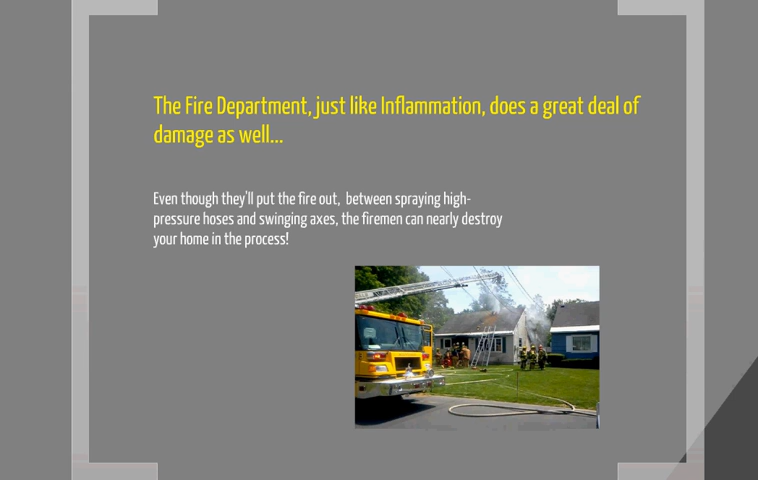 The Fire Department, just like Inflammation, does a great deal of
damage as well...
Even though they'll put the fire out,  between spraying high-
pressure hoses and swinging axes, the firemen can nearly destroy
your home in the process!